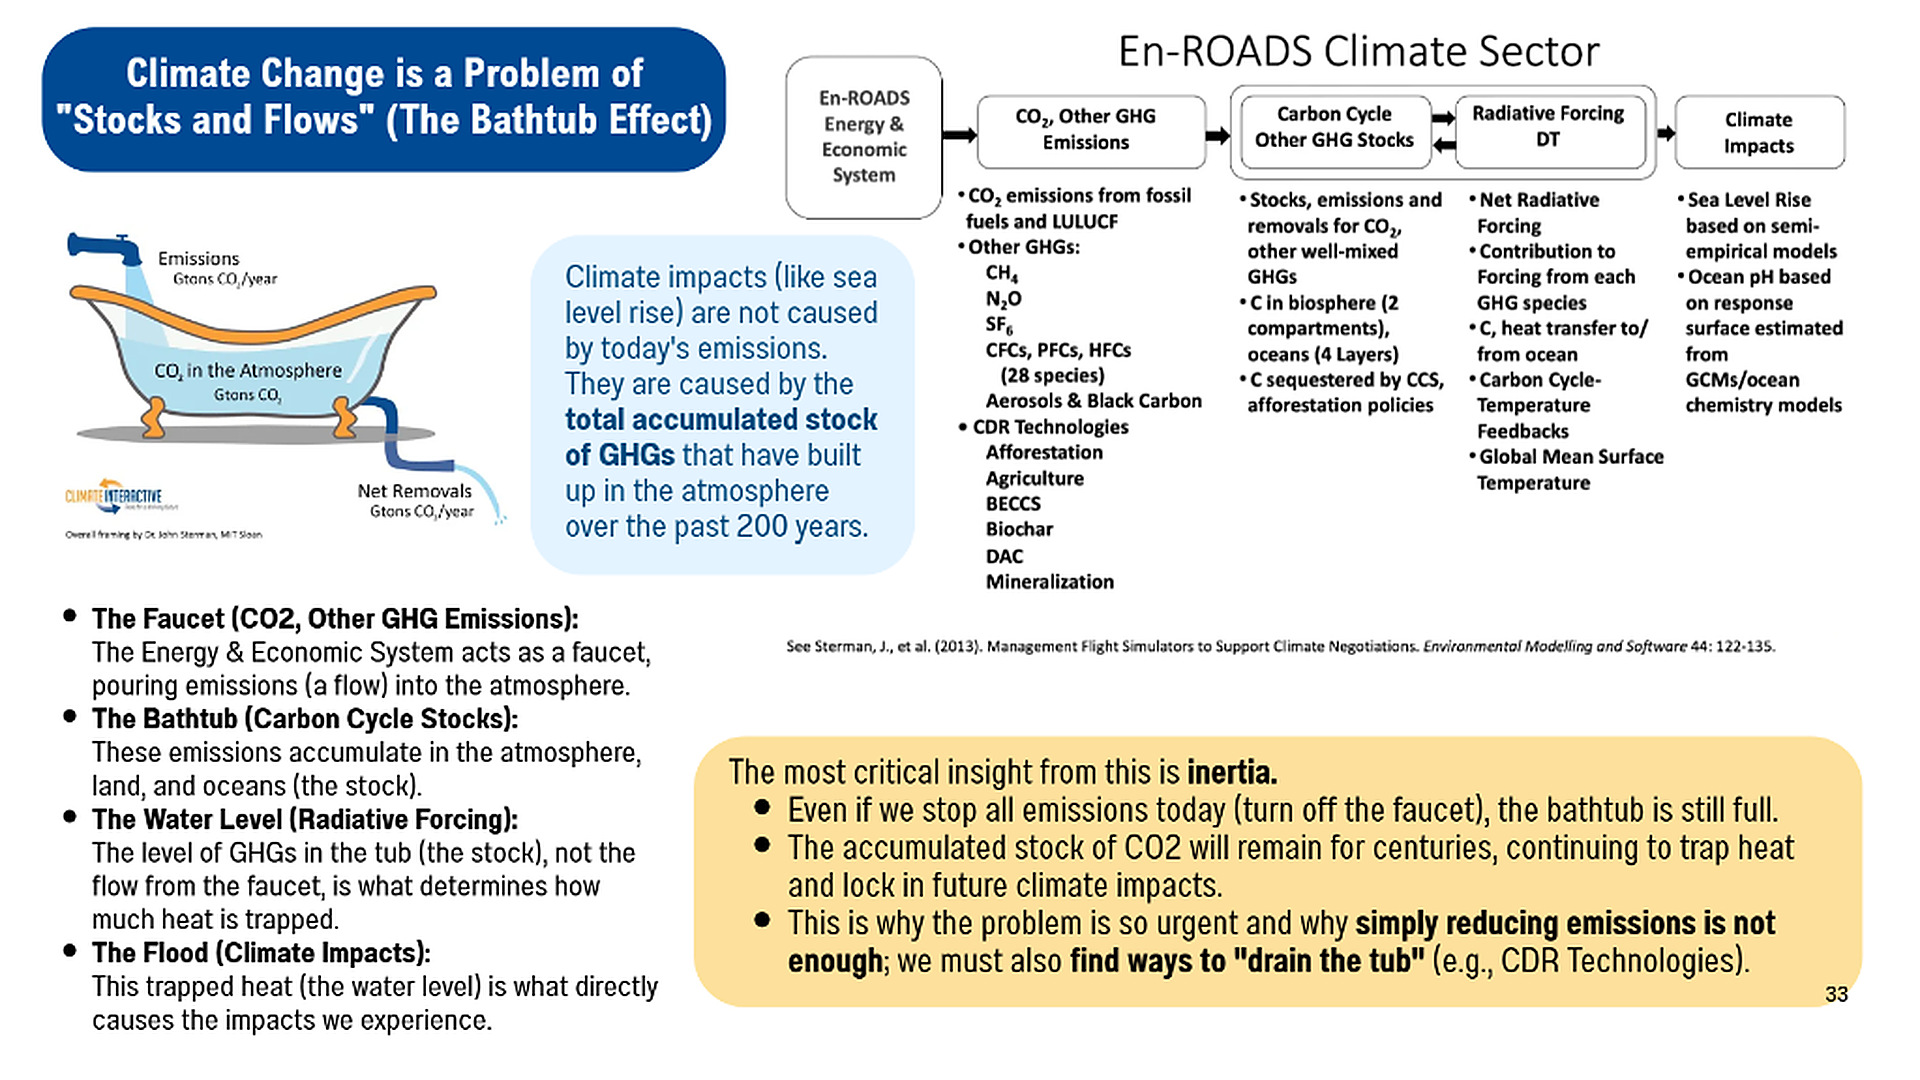 Climate Change is a Problem of
"Stocks and Flows" (The Bathtub Effect)
Emissions
Gtons CO₂/year
CO₂ in the Atmosphere
Gtons CO₂
Net Removals
Gtons CO₂/year
CLIMATE INTERACTIVE
Overall framing by Dr. John Sterman, MIT Sloan
Climate impacts (like sea
level rise) are not caused
by today's emissions.
They are caused by the
total accumulated stock
of GHGs that have built
up in the atmosphere
over the past 200 years.
En-ROADS Climate Sector
En-ROADS
Energy &
Economic
System
CO₂, Other GHG
Emissions
Carbon Cycle
Other GHG Stocks
Radiative Forcing
DT
Climate
Impacts
• CO₂ emissions from fossil
fuels and LULUCF
• Other GHGs:
CH₄
N₂O
SF₆
CFCs, PFCs, HFCs
(28 species)
Aerosols & Black Carbon
• CDR Technologies
Afforestation
Agriculture
BECCS
Biochar
DAC
Mineralization
• Stocks, emissions and
removals for CO₂,
other well-mixed
GHGs
• C in biosphere (2
compartments),
oceans (4 Layers)
• C sequestered by CCS,
afforestation policies
• Net Radiative
Forcing
• Contribution to
Forcing from each
GHG species
• C, heat transfer to/
from ocean
• Carbon Cycle-
Temperature
Feedbacks
• Global Mean Surface
Temperature
• Sea Level Rise
based on semi-
empirical models
• Ocean pH based
on response
surface estimated
from
GCMs/ocean
chemistry models
See Sterman, J., et al. (2013). Management Flight Simulators to Support Climate Negotiations. Environmental Modelling and Software 44: 122-135.
• The Faucet (CO2, Other GHG Emissions):
The Energy & Economic System acts as a faucet,
pouring emissions (a flow) into the atmosphere.
• The Bathtub (Carbon Cycle Stocks):
These emissions accumulate in the atmosphere,
land, and oceans (the stock).
• The Water Level (Radiative Forcing):
The level of GHGs in the tub (the stock), not the
flow from the faucet, is what determines how
much heat is trapped.
• The Flood (Climate Impacts):
This trapped heat (the water level) is what directly
causes the impacts we experience.
The most critical insight from this is inertia.
• Even if we stop all emissions today (turn off the faucet), the bathtub is still full.
• The accumulated stock of CO2 will remain for centuries, continuing to trap heat
and lock in future climate impacts.
• This is why the problem is so urgent and why simply reducing emissions is not
enough; we must also find ways to "drain the tub" (e.g., CDR Technologies).
33